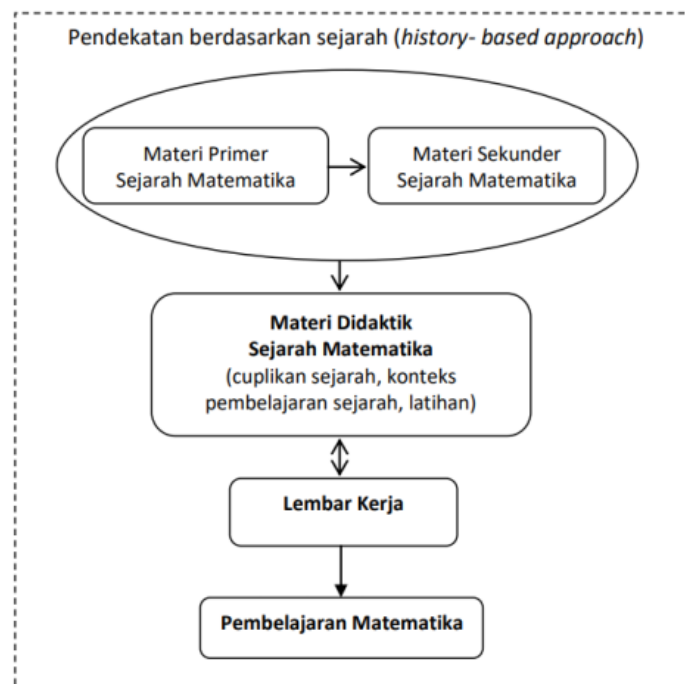 Pendekatan berdasarkan sejarah (history- based approach)
Materi Primer
Sejarah Matematika
Materi Sekunder
Sejarah Matematika
Materi Didaktik
Sejarah Matematika
(cuplikan sejarah, konteks
pembelajaran sejarah, latihan)
Lembar Kerja
Pembelajaran Matematika